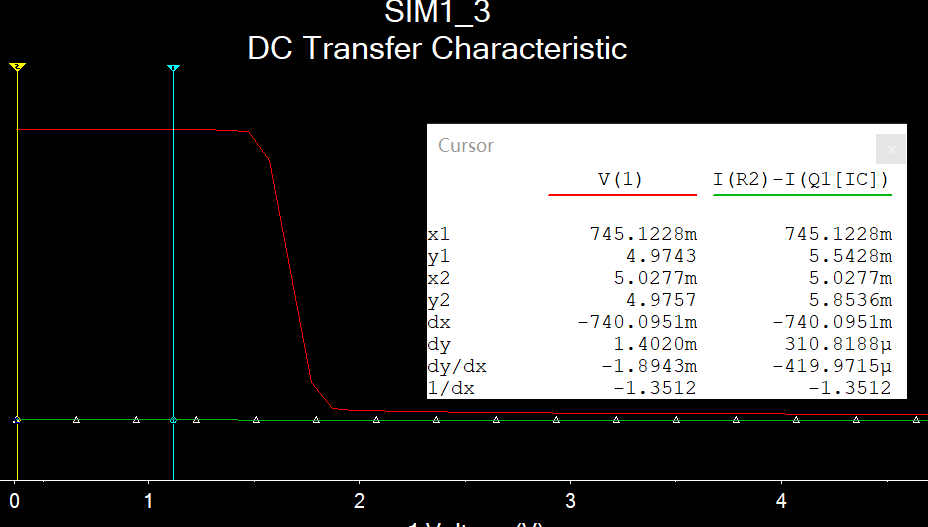 SIM1_3
DC Transfer Characteristic
2
1
Cursor
×
V(1) I(R2)-I(Q1[IC])
x1 745.1228m 745.1228m
y1 4.9743 5.5428m
x2 5.0277m 5.0277m
y2 4.9757 5.8536m
dx -740.0951m -740.0951m
dy 1.4020m 310.8188µ
dy/dx -1.8943m -419.9715µ
1/dx -1.3512 -1.3512
0 1 2 3 4